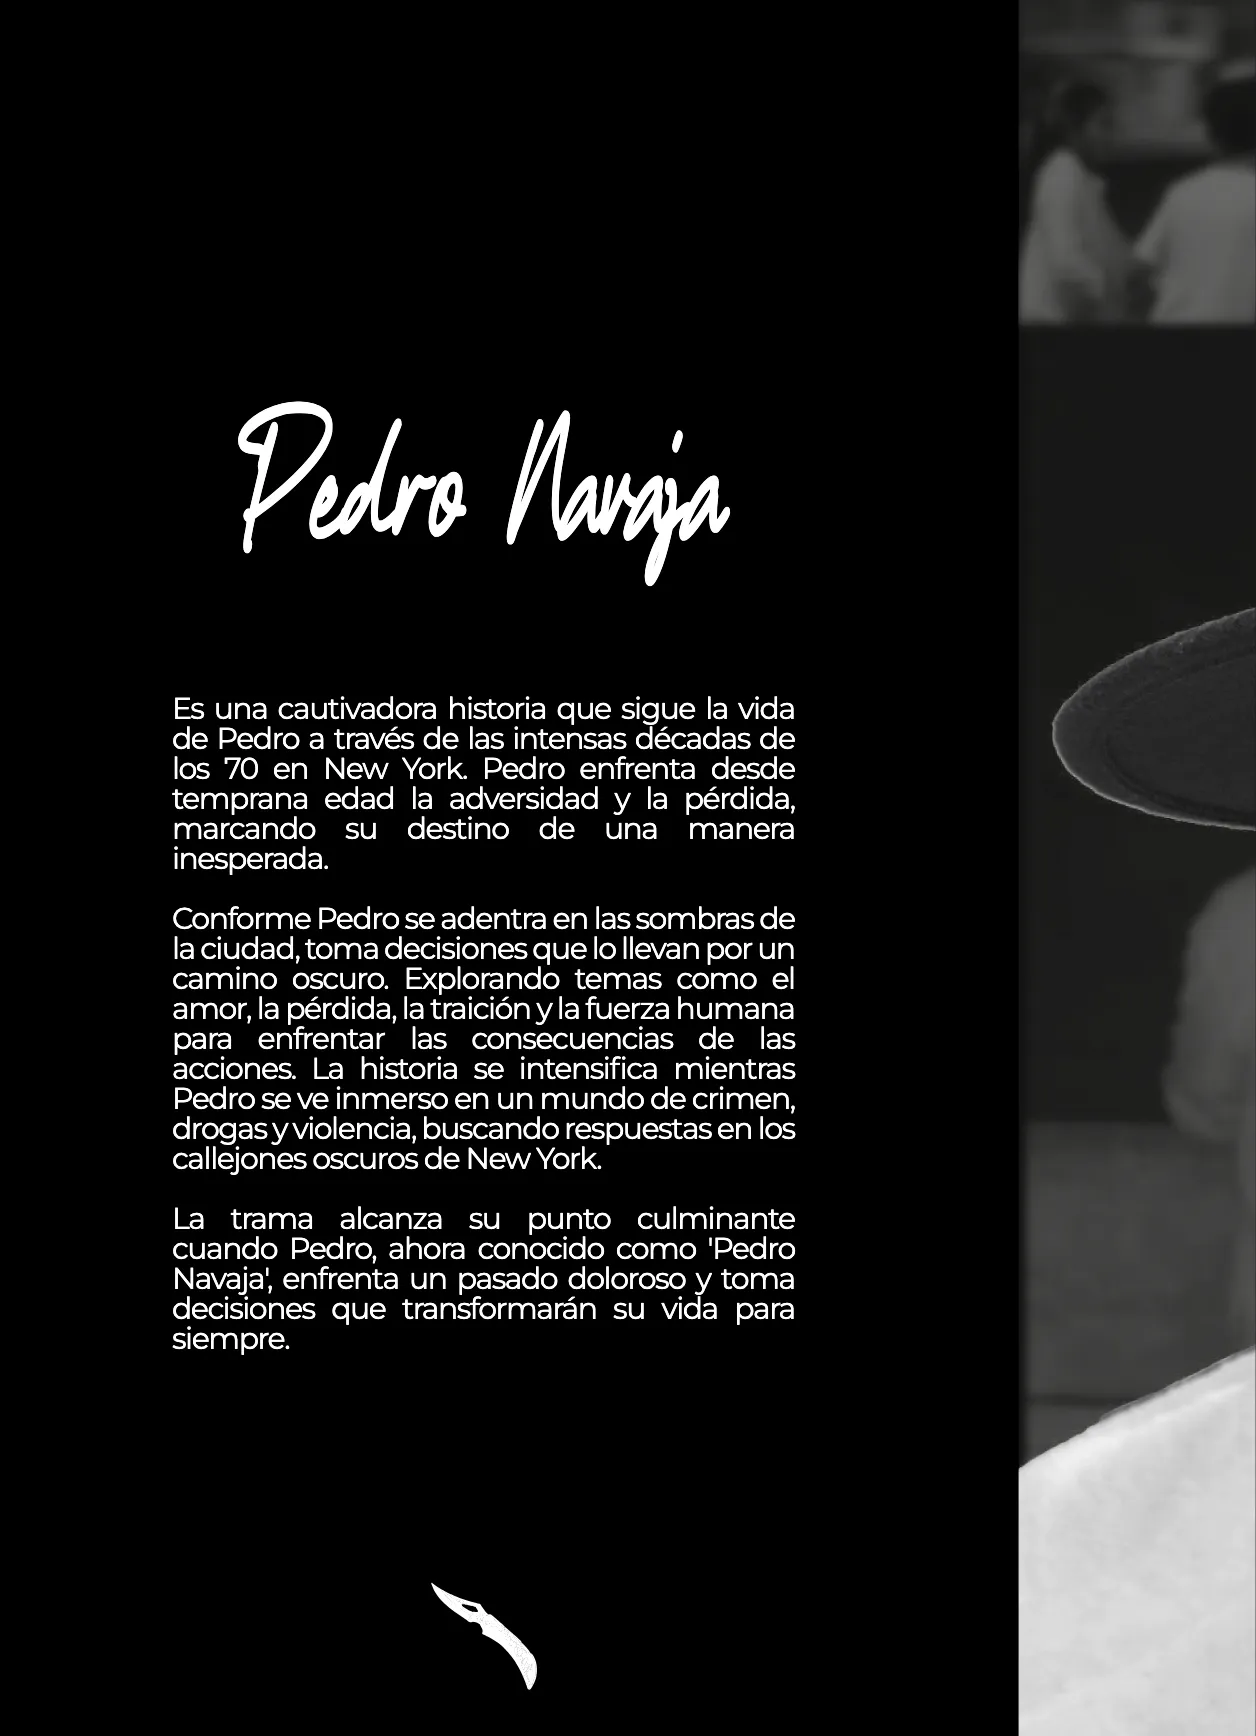 Pedro Navaja
Es una cautivadora historia que sigue la vida
de Pedro a través de las intensas décadas de
los 70 en New York. Pedro enfrenta desde
temprana edad la adversidad y la pérdida,
marcando su destino de una manera
inesperada.
Conforme Pedro se adentra en las sombras de
la ciudad, toma decisiones que lo llevan por un
camino oscuro. Explorando temas como el
amor, la pérdida, la traición y la fuerza humana
para enfrentar las consecuencias de las
acciones. La historia se intensifica mientras
Pedro se ve inmerso en un mundo de crimen,
drogas y violencia, buscando respuestas en los
callejones oscuros de New York.
La trama alcanza su punto culminante
cuando Pedro, ahora conocido como 'Pedro
Navaja', enfrenta un pasado doloroso y toma
decisiones que transformarán su vida para
siempre.